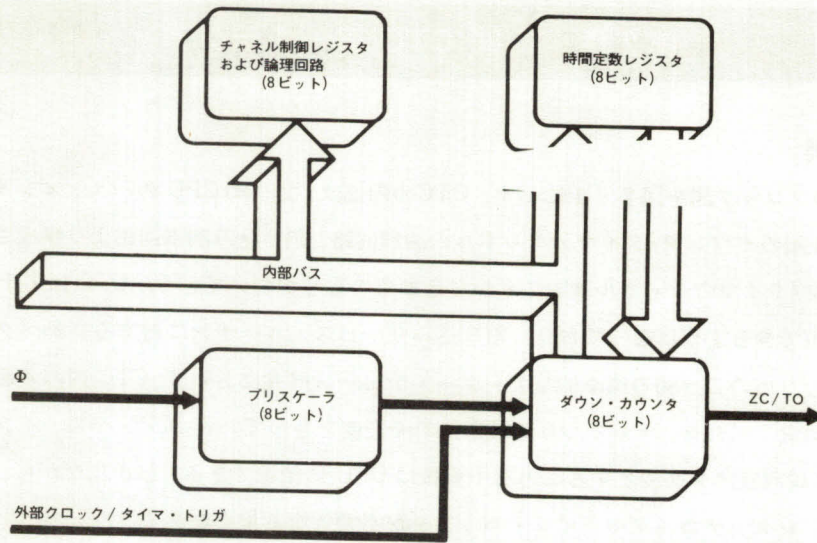 チャネル制御レジスタ
および論理回路
(8ビット)
時間定数レジスタ
(8ビット)
内部バス
Φ
プリスケーラ
(8ビット)
ダウン・カウンタ
(8ビット)
ZC/TO
外部クロック/タイマ・トリガ